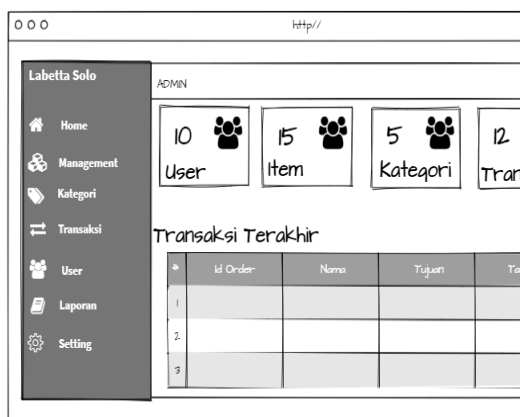 http//
Labetta Solo
ADMIN
Home
Management
Kategori
Transaksi
User
Laporan
Setting
10
User
15
Item
5
Kategori
12
Tran
Transaksi Terakhir
Id Order Nama Tujuan Ta
1
2
3